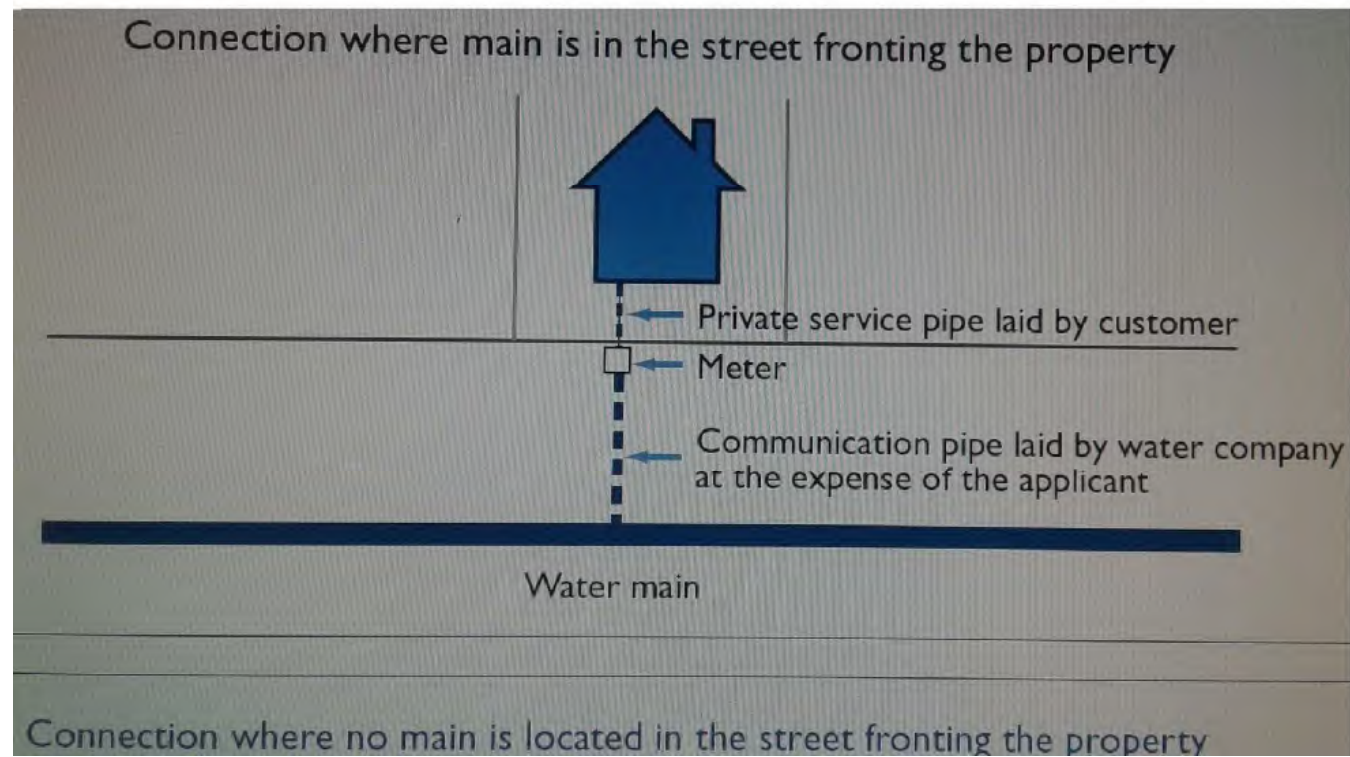 Connection where main is in the street fronting the property
Private service pipe laid by customer
Meter
Communication pipe laid by water company
at the expense of the applicant
Water main
Connection where no main is located in the street fronting the property